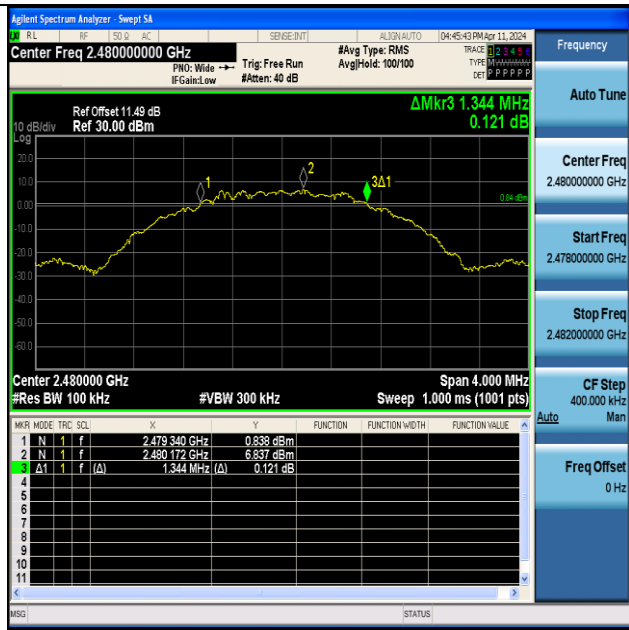 Agilent Spectrum Analyzer - Swept SA
RL RF 50 Ω AC SENSE:INT ALIGN AUTO 04:45:43 PM Apr 11, 2024
Center Freq 2.480000000 GHz
PNO: Wide
IFGain:Low
Trig: Free Run
#Atten: 40 dB
#Avg Type: RMS
Avg|Hold: 100/100
TRACE 1 2 3 4 5 6
TYPE
DET P P P P P P
Frequency
ΔMkr3 1.344 MHz
0.121 dB
Ref Offset 11.49 dB
10 dB/div Ref 30.00 dBm
Log
20.0
10.0
0.00
-10.0
-20.0
-30.0
-40.0
-50.0
-60.0
1
2
3Δ1
0.84 dBm
Center 2.480000 GHz Span 4.000 MHz
#Res BW 100 kHz #VBW 300 kHz Sweep 1.000 ms (1001 pts)
MKR MODE TRC SCL X Y FUNCTION FUNCTION WIDTH FUNCTION VALUE
1 N 1 f 2.479 340 GHz 0.838 dBm
2 N 1 f 2.480 172 GHz 6.837 dBm
3 Δ1 1 f (Δ) 1.344 MHz (Δ) 0.121 dB
4
5
6
7
8
9
10
11
Auto Tune
Center Freq
2.480000000 GHz
Start Freq
2.478000000 GHz
Stop Freq
2.482000000 GHz
CF Step
400.000 kHz
Auto Man
Freq Offset
0 Hz
MSG STATUS